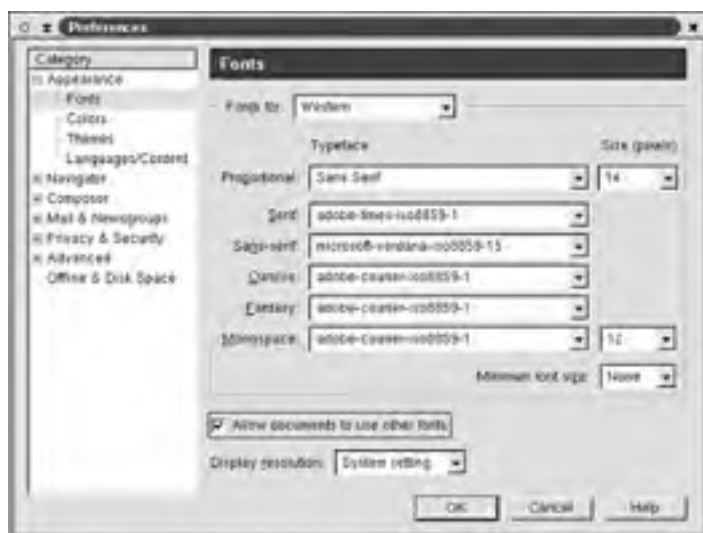 Preferences
Category
Appearance
Fonts
Colors
Themes
Languages/Content
Navigator
Composer
Mail & Newsgroups
Privacy & Security
Advanced
Offline & Disk Space
Fonts
Fonts for: Western
Typeface Size (pixels)
Proportional: Sans Serif 14
Serif: adobe-times-iso8859-1
Sans-serif: microsoft-verdana-iso8859-15
Cursive: adobe-courier-iso8859-1
Fantasy: adobe-courier-iso8859-1
Monospace: adobe-courier-iso8859-1 12
Minimum font size: None
Allow documents to use other fonts
Display resolution: System setting
OK Cancel Help